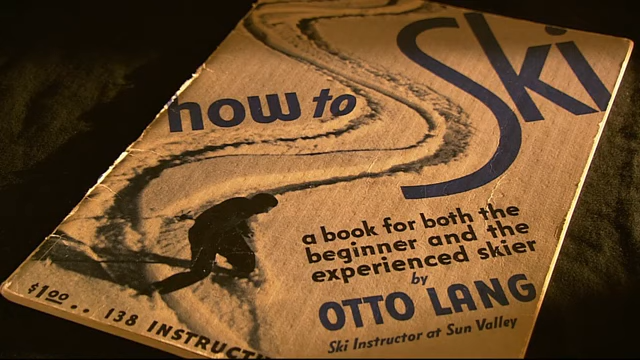 how to Ski
a book for both the
beginner and the
experienced skier
by
OTTO LANG
Ski Instructor at Sun Valley
$1.00.. 138